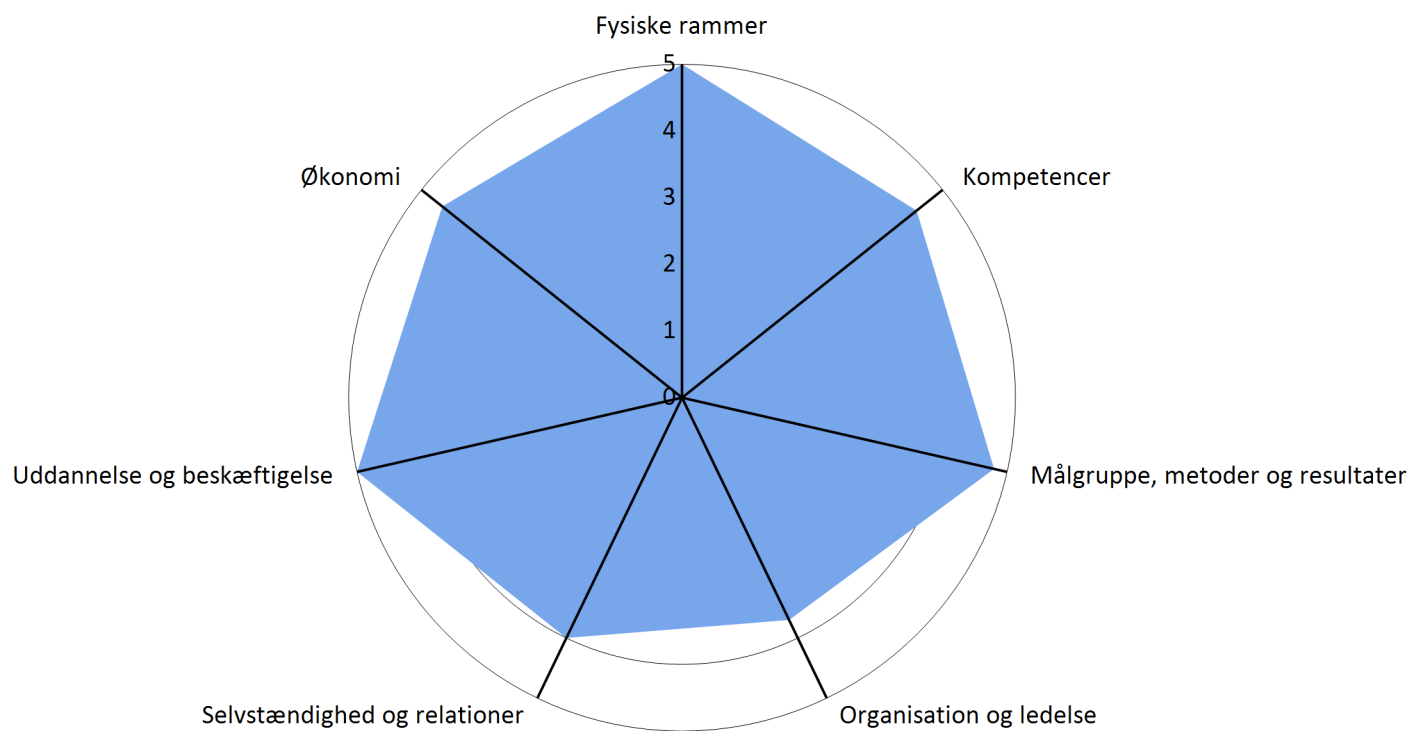 Fysiske rammer
5
4
Økonomi
Kompetencer
3
2
1
0
Uddannelse og beskæftigelse
Målgruppe, metoder og resultater
Selvstændighed og relationer
Organisation og ledelse